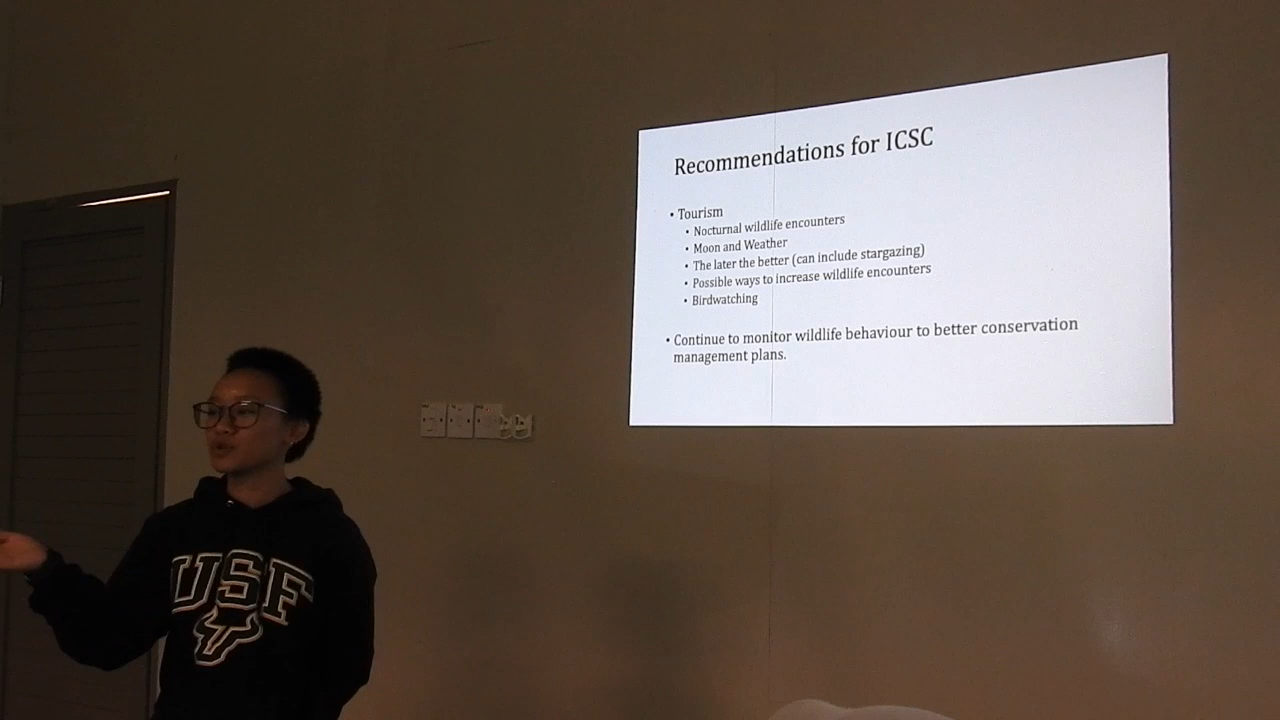 Recommendations for ICSC
• Tourism
• Nocturnal wildlife encounters
• Moon and Weather
• The later the better (can include stargazing)
• Possible ways to increase wildlife encounters
• Birdwatching
• Continue to monitor wildlife behaviour to better conservation
management plans.
USF